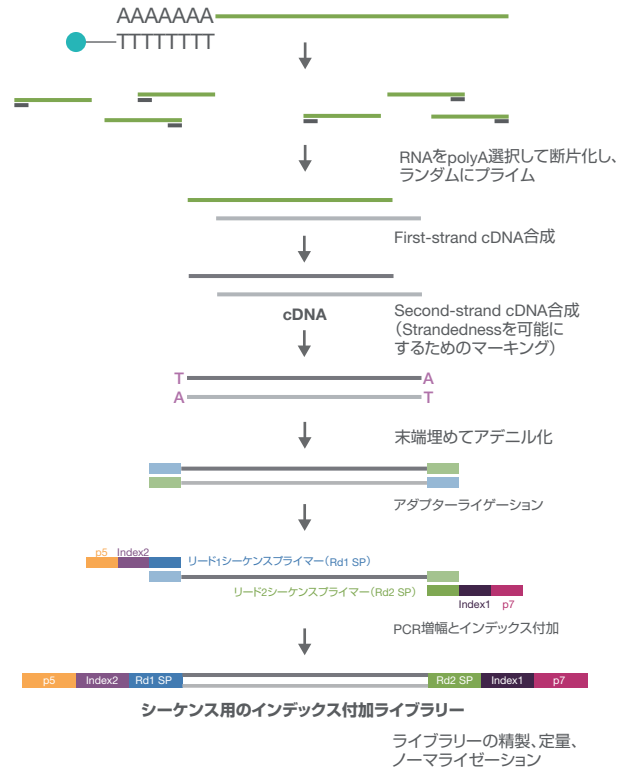 AAAAAAA
TTTTTTTT
RNAをpolyA選択して断片化し、
ランダムにプライム
First-strand cDNA合成
cDNA
Second-strand cDNA合成
（Strandednessを可能に
するためのマーキング）
T A
A T
末端埋めてアデニル化
アダプターライゲーション
p5 Index2 リード1シーケンスプライマー（Rd1 SP）
リード2シーケンスプライマー（Rd2 SP）
Index1 p7
PCR増幅とインデックス付加
p5 Index2 Rd1 SP Rd2 SP Index1 p7
シーケンス用のインデックス付加ライブラリー
ライブラリーの精製、定量、
ノーマライゼーション